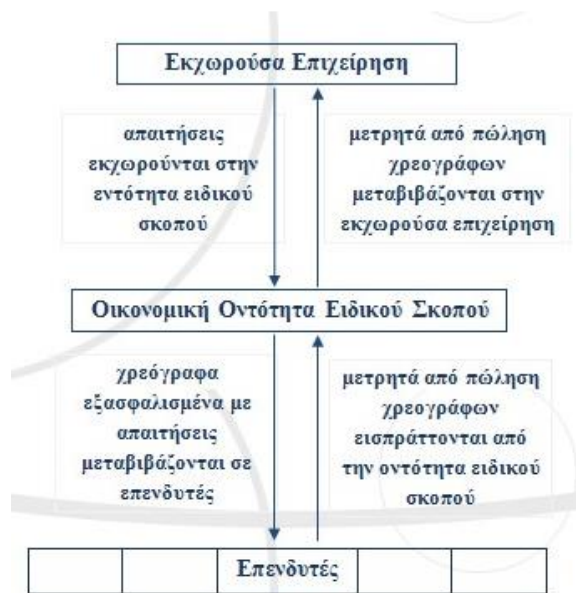 Εκχωρούσα Επιχείρηση
απαιτήσεις
εκχωρούνται στην
εντότητα ειδικού
σκοπού
μετρητά από πώληση
χρεογράφων
μεταβιβάζονται στην
εκχωρούσα επιχείρηση
Οικονομική Οντότητα Ειδικού Σκοπού
χρεόγραφα
εξασφαλισμένα με
απαιτήσεις
μεταβιβάζονται σε
επενδυτές
μετρητά από πώληση
χρεογράφων
εισπράττονται από
την οντότητα ειδικού
σκοπού
Επενδυτές